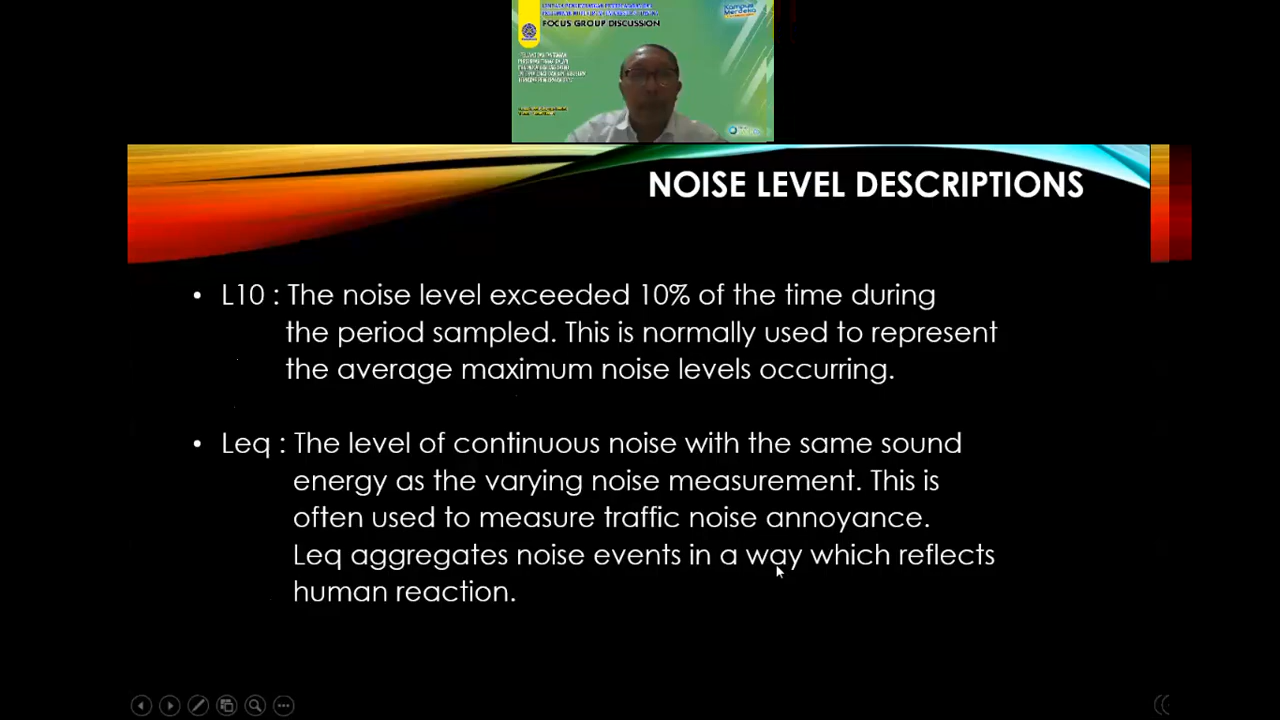 FOCUS GROUP DISCUSSION
Kampus
Merdeka
NOISE LEVEL DESCRIPTIONS
• L10 : The noise level exceeded 10% of the time during
the period sampled. This is normally used to represent
the average maximum noise levels occurring.
• Leq : The level of continuous noise with the same sound
energy as the varying noise measurement. This is
often used to measure traffic noise annoyance.
Leq aggregates noise events in a way which reflects
human reaction.